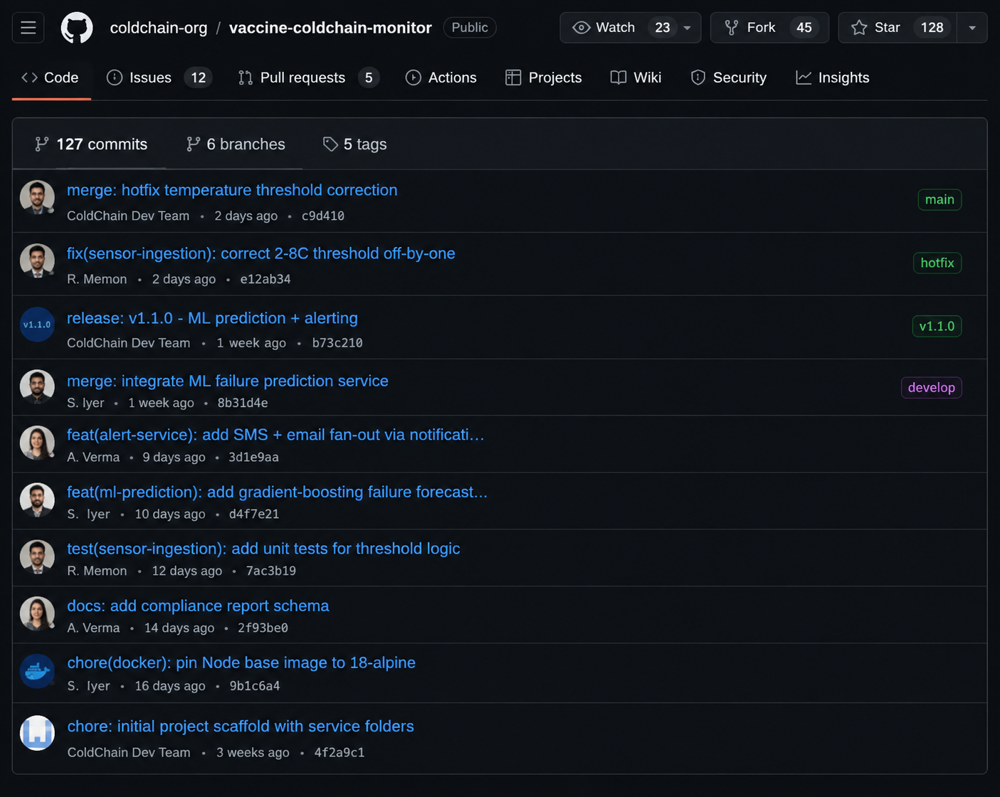 coldchain-org / vaccine-coldchain-monitor Public Watch 23 Fork 45 Star 128
Code Issues 12 Pull requests 5 Actions Projects Wiki Security Insights
127 commits 6 branches 5 tags
merge: hotfix temperature threshold correction
ColdChain Dev Team • 2 days ago • c9d410
main
fix(sensor-ingestion): correct 2-8C threshold off-by-one
R. Memon • 2 days ago • e12ab34
hotfix
v1.1.0
release: v1.1.0 - ML prediction + alerting
ColdChain Dev Team • 1 week ago • b73c210
v1.1.0
merge: integrate ML failure prediction service
S. Iyer • 1 week ago • 8b31d4e
develop
feat(alert-service): add SMS + email fan-out via notificati…
A. Verma • 9 days ago • 3d1e9aa
feat(ml-prediction): add gradient-boosting failure forecast…
S. Iyer • 10 days ago • d4f7e21
test(sensor-ingestion): add unit tests for threshold logic
R. Memon • 12 days ago • 7ac3b19
docs: add compliance report schema
A. Verma • 14 days ago • 2f93be0
chore(docker): pin Node base image to 18-alpine
S. Iyer • 16 days ago • 9b1c6a4
chore: initial project scaffold with service folders
ColdChain Dev Team • 3 weeks ago • 4f2a9c1